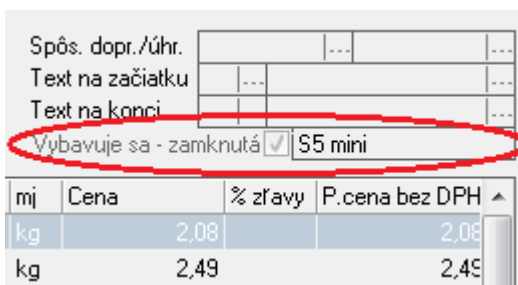 Spôs. dopr./úhr.
Text na začiatku
Text na konci
Vybavuje sa - zamknutá S5 mini
mj Cena % zľavy P.cena bez DPH
kg 2,08 2,08
kg 2,49 2,49